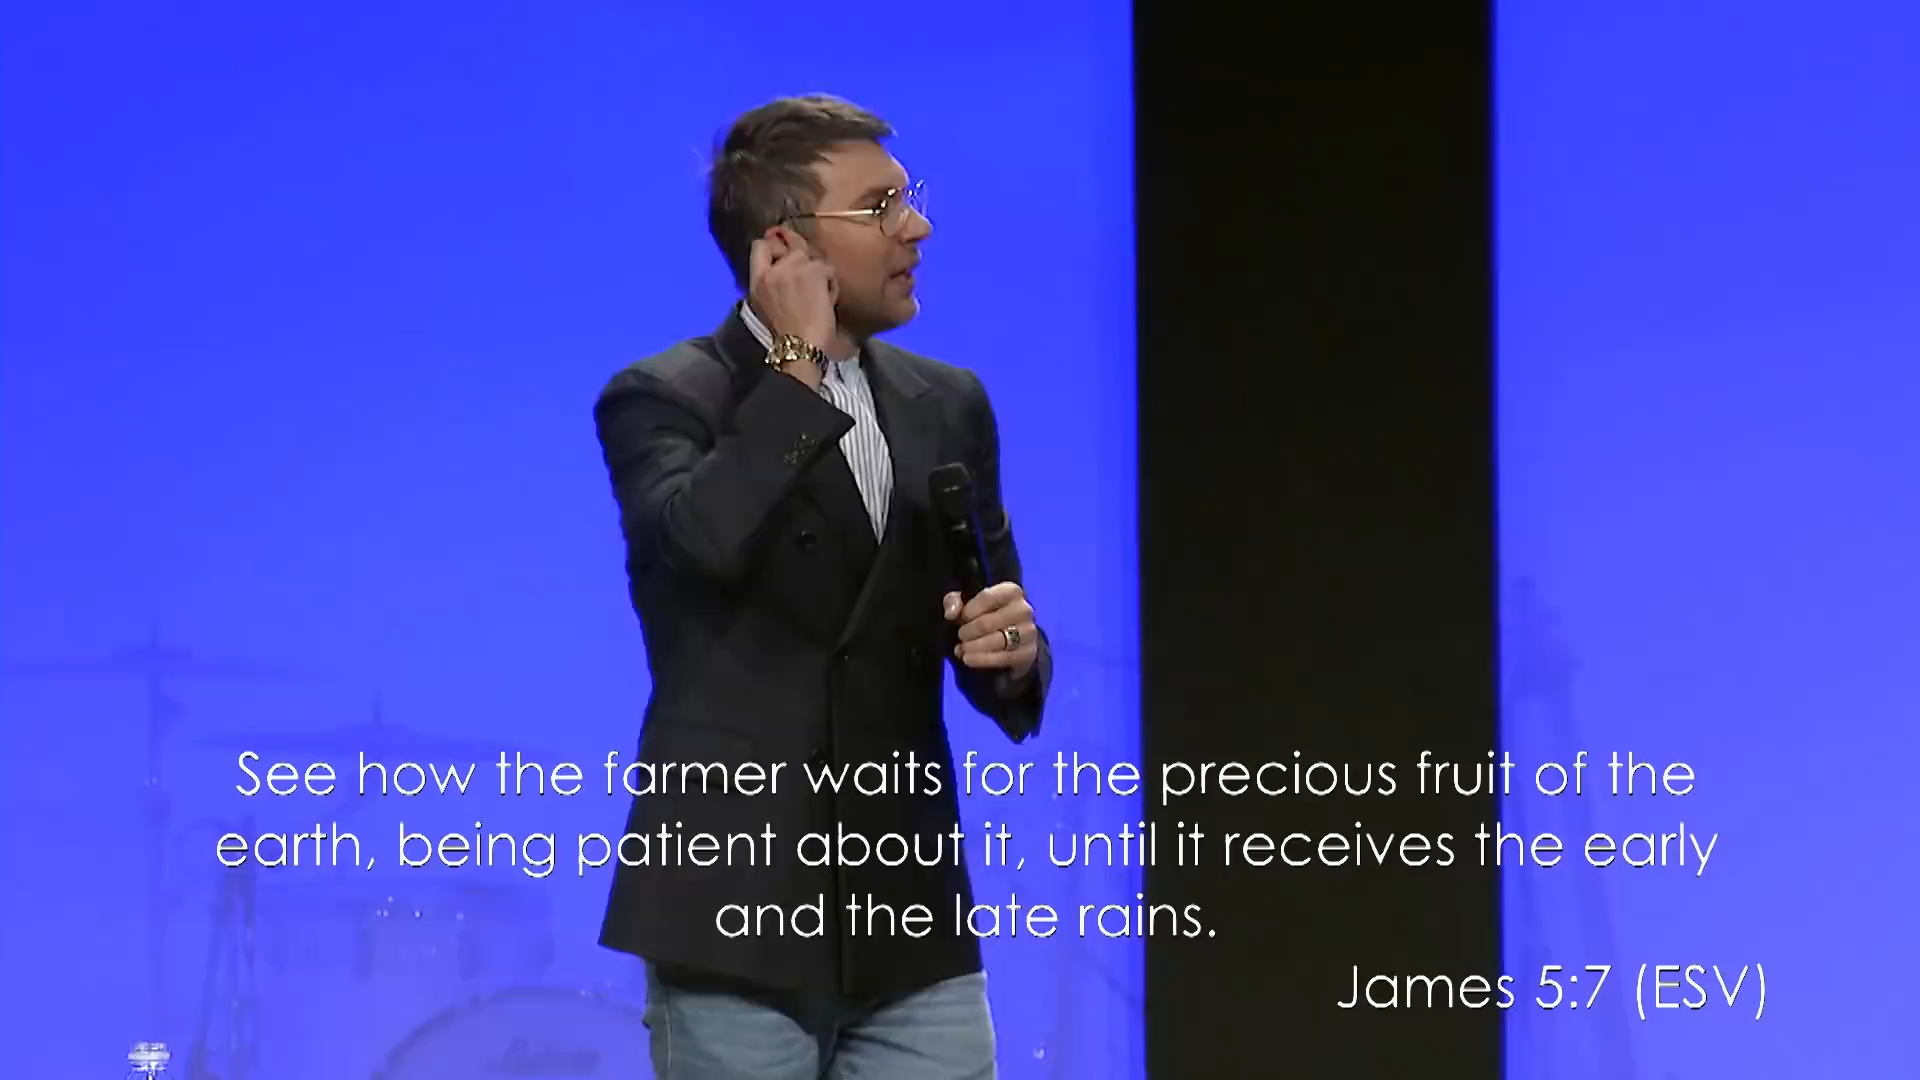 See how the farmer waits for the precious fruit of the
earth, being patient about it, until it receives the early
and the late rains.
James 5:7 (ESV)